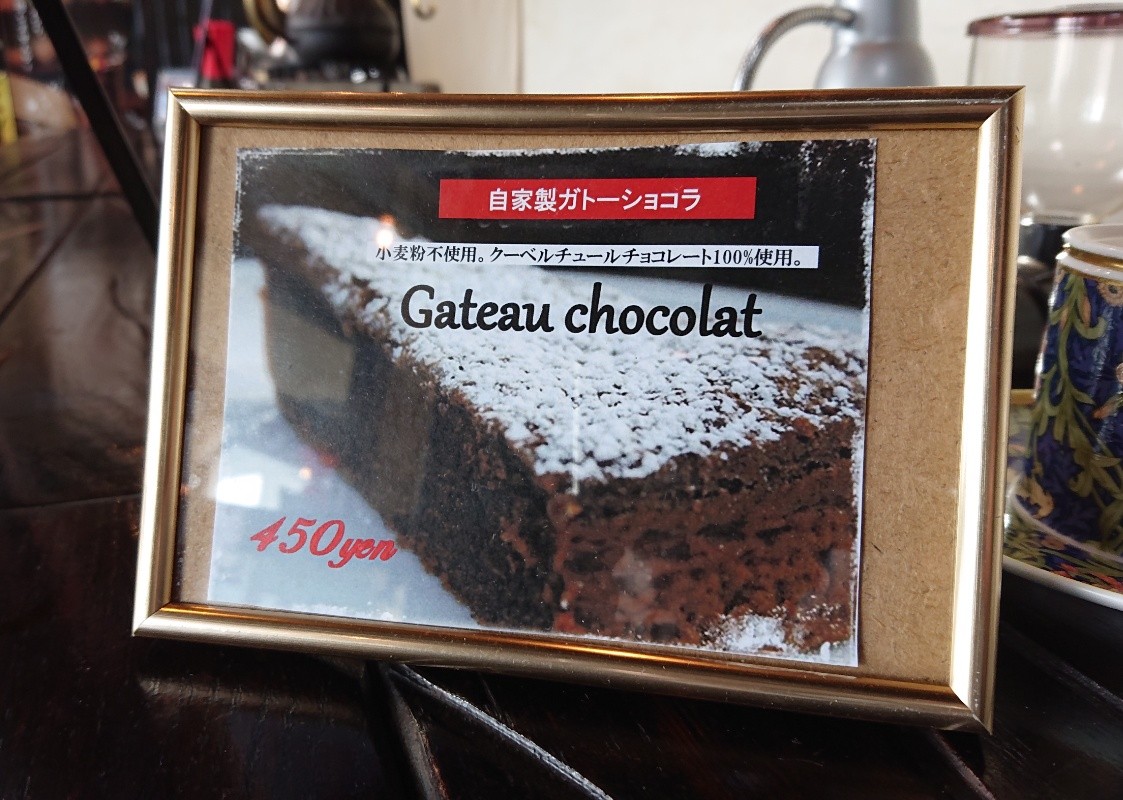 自家製ガトーショコラ
小麦粉不使用。クーベルチュールチョコレート100%使用。
Gateau chocolat
450yen